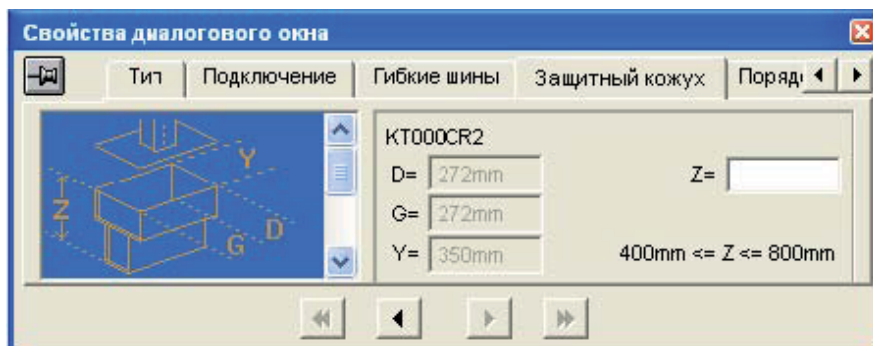 Свойства диалогового окна
Тип Подключение Гибкие шины Защитный кожух Поряд
Y
Z
D
G
KT000CR2
D= 272mm Z=
G= 272mm
Y= 350mm 400mm <= Z <= 800mm